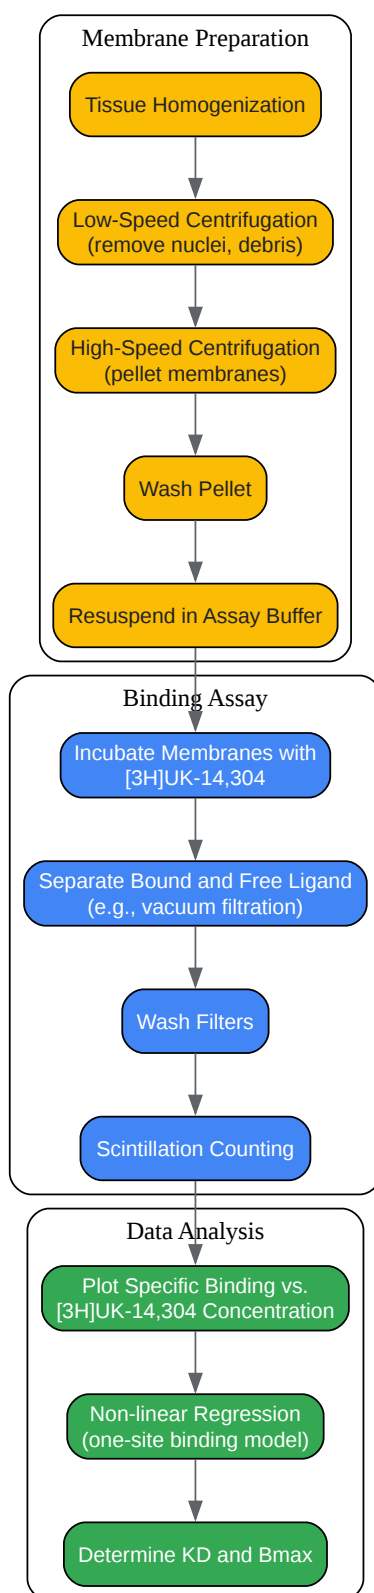 Membrane Preparation
Tissue Homogenization
Low-Speed Centrifugation
(remove nuclei, debris)
High-Speed Centrifugation
(pellet membranes)
Wash Pellet
Resuspend in Assay Buffer
Binding Assay
Incubate Membranes with
[3H]UK-14,304
Separate Bound and Free Ligand
(e.g., vacuum filtration)
Wash Filters
Scintillation Counting
Data Analysis
Plot Specific Binding vs.
[3H]UK-14,304 Concentration
Non-linear Regression
(one-site binding model)
Determine KD and Bmax